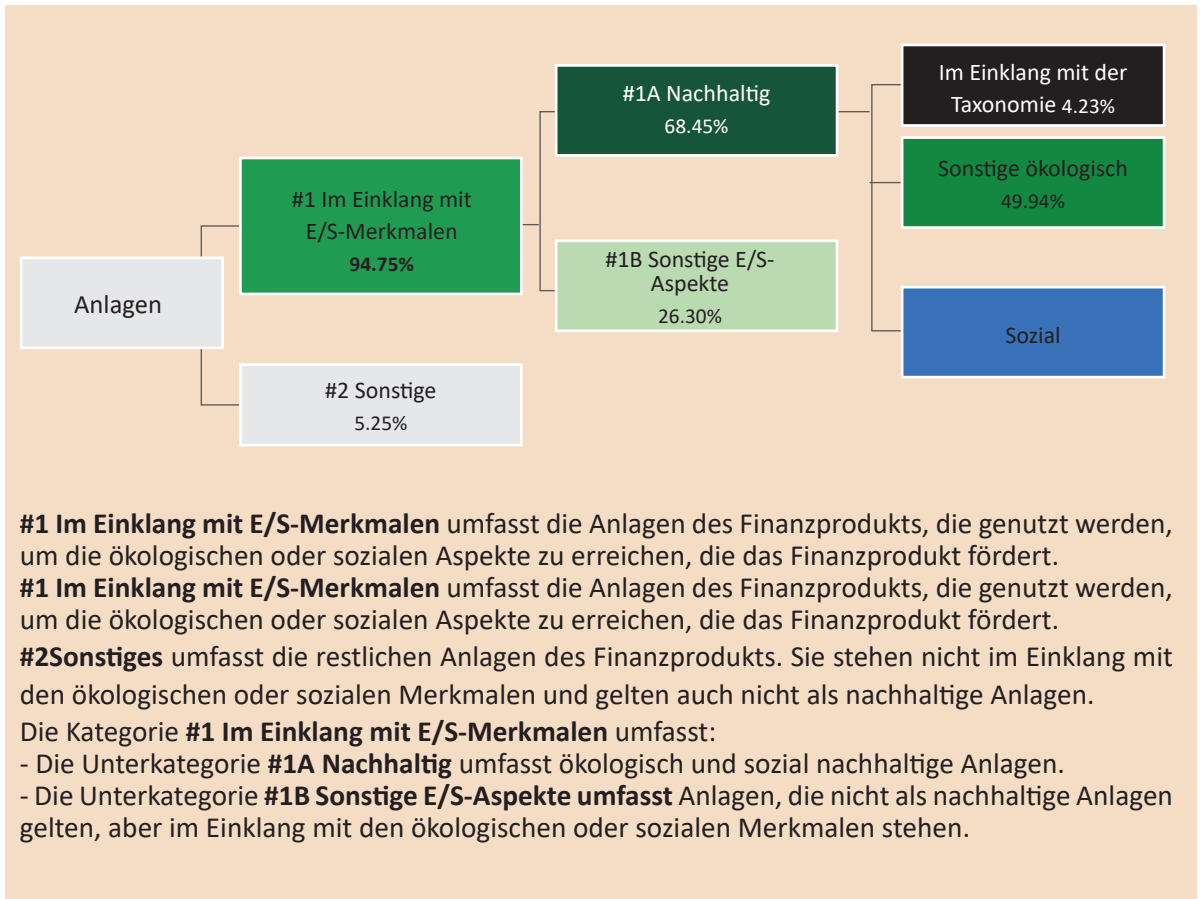 Anlagen
#1 Im Einklang mit
E/S-Merkmalen
94.75%
#2 Sonstige
5.25%
#1A Nachhaltig
68.45%
#1B Sonstige E/S-
Aspekte
26.30%
Im Einklang mit der
Taxonomie 4.23%
Sonstige ökologisch
49.94%
Sozial
#1 Im Einklang mit E/S-Merkmalen umfasst die Anlagen des Finanzprodukts, die genutzt werden,
um die ökologischen oder sozialen Aspekte zu erreichen, die das Finanzprodukt fördert.
#1 Im Einklang mit E/S-Merkmalen umfasst die Anlagen des Finanzprodukts, die genutzt werden,
um die ökologischen oder sozialen Aspekte zu erreichen, die das Finanzprodukt fördert.
#2Sonstiges umfasst die restlichen Anlagen des Finanzprodukts. Sie stehen nicht im Einklang mit
den ökologischen oder sozialen Merkmalen und gelten auch nicht als nachhaltige Anlagen.
Die Kategorie #1 Im Einklang mit E/S-Merkmalen umfasst:
- Die Unterkategorie #1A Nachhaltig umfasst ökologisch und sozial nachhaltige Anlagen.
- Die Unterkategorie #1B Sonstige E/S-Aspekte umfasst Anlagen, die nicht als nachhaltige Anlagen
gelten, aber im Einklang mit den ökologischen oder sozialen Merkmalen stehen.